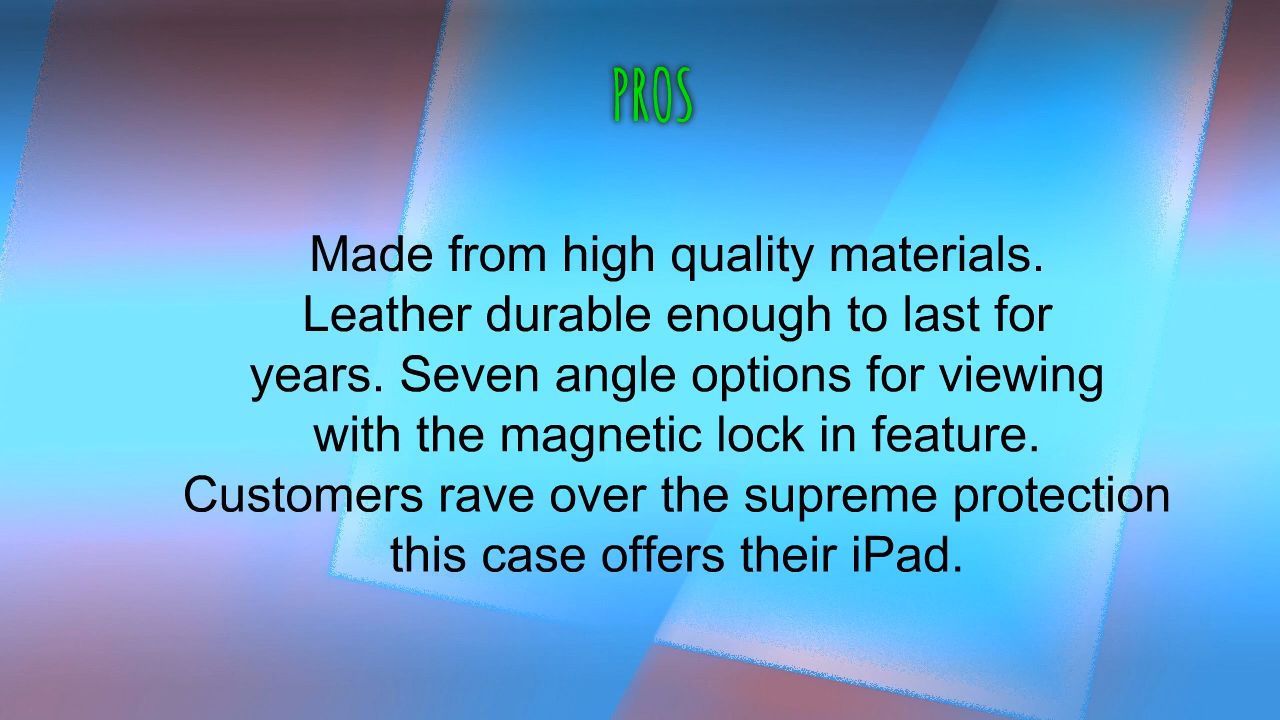 PROS
Made from high quality materials.
Leather durable enough to last for
years. Seven angle options for viewing
with the magnetic lock in feature.
Customers rave over the supreme protection
this case offers their iPad.